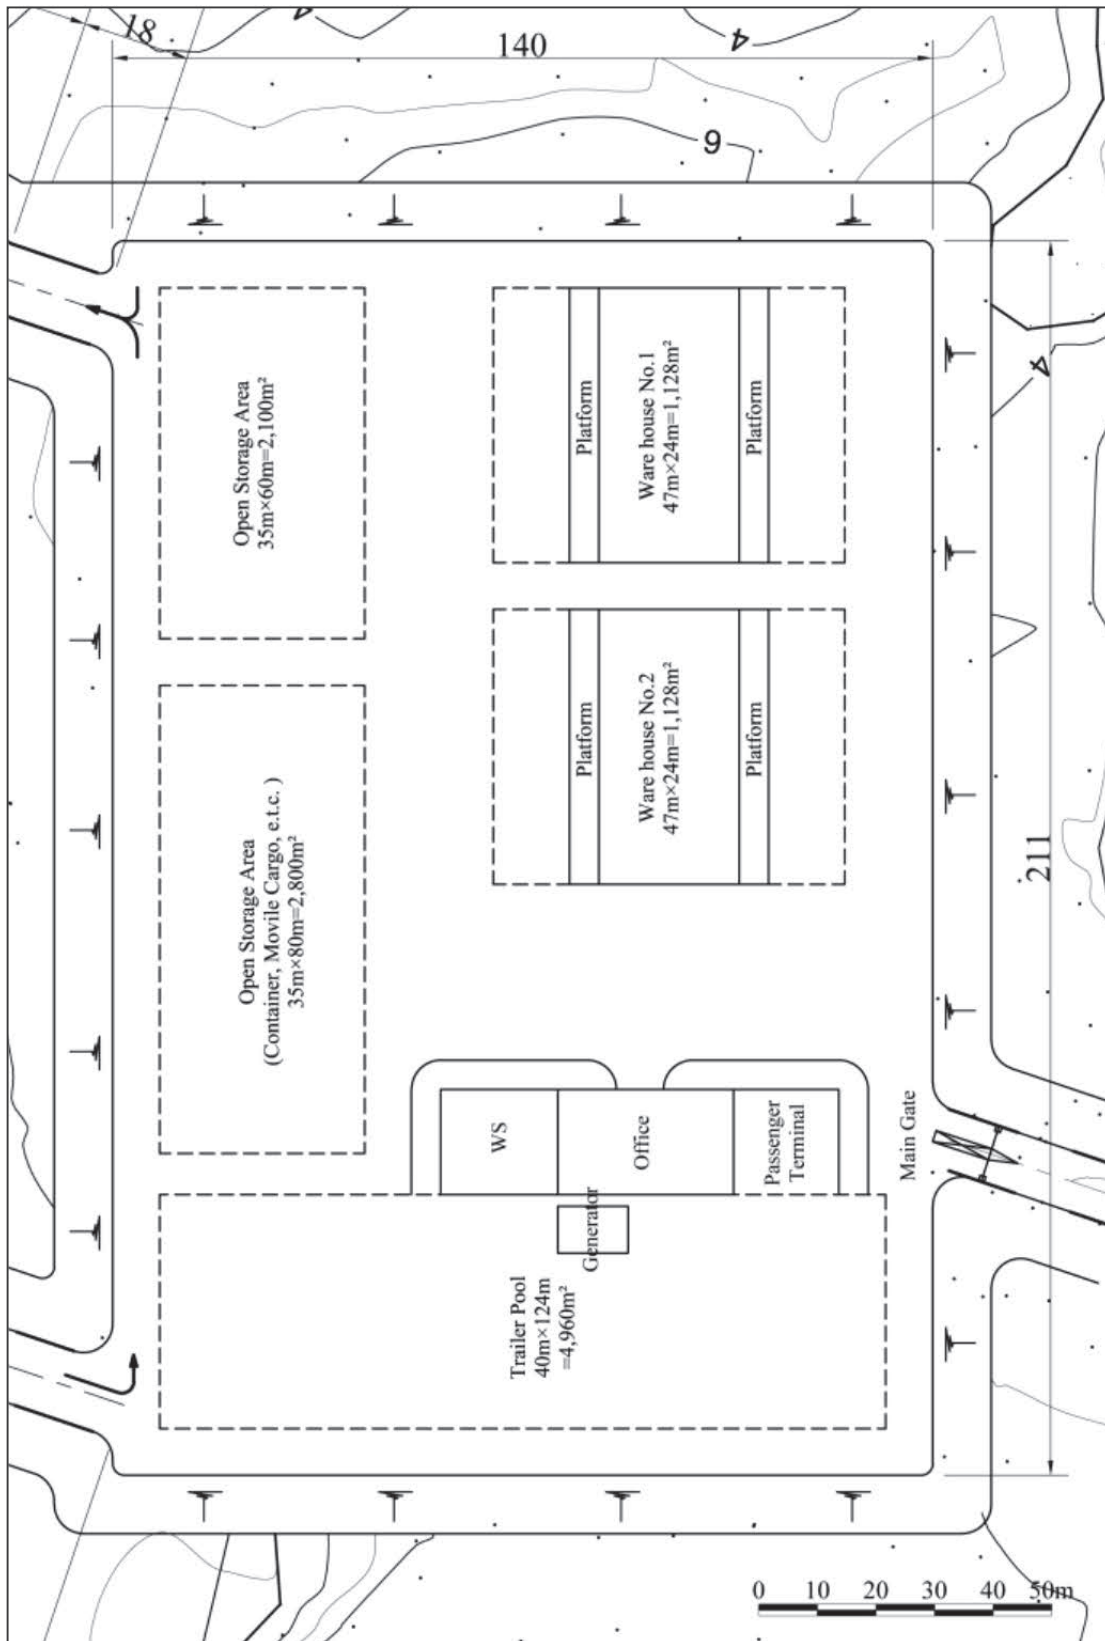 18
140
4
4
6
4
Open Storage Area
35m×60m=2,100m²
Platform
Ware house No.1
47m×24m=1,128m²
Platform
Open Storage Area
(Container, Movile Cargo, e.t.c. )
35m×80m=2,800m²
Platform
Ware house No.2
47m×24m=1,128m²
Platform
211
WS
Office
Passenger
Terminal
Main Gate
Generator
Trailer Pool
40m×124m
=4,960m²
0 10 20 30 40 50m